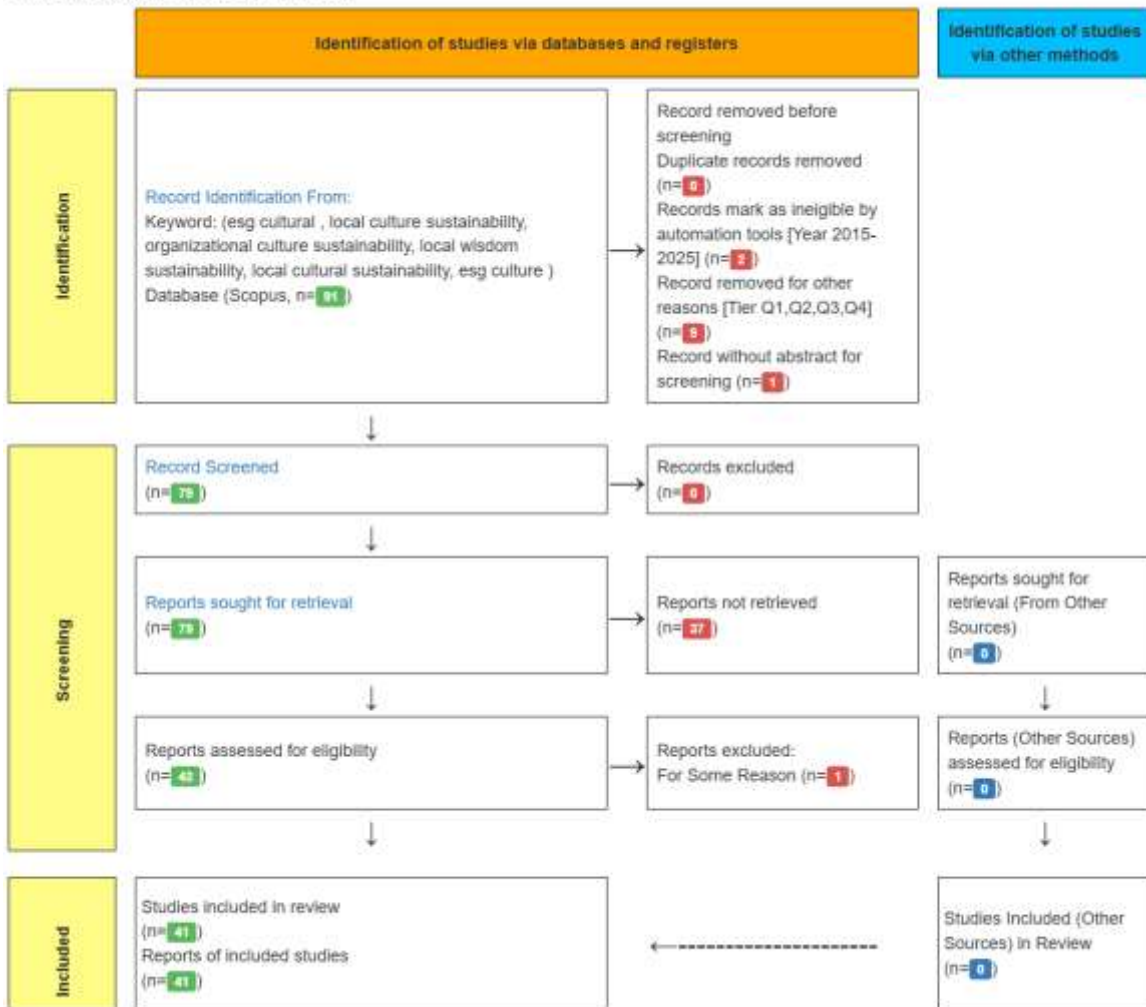 Identification of studies via databases and registers
Identification of studies
via other methods
Identification
Record Identification From:
Keyword: (esg cultural , local culture sustainability,
organizational culture sustainability, local wisdom
sustainability, local cultural sustainability, esg culture )
Database (Scopus, n=91)
Record removed before
screening
Duplicate records removed
(n=0)
Records mark as ineigible by
automation tools [Year 2015-
2025] (n=2)
Record removed for other
reasons [Tier Q1,Q2,Q3,Q4]
(n=9)
Record without abstract for
screening (n=1)
Screening
Record Screened
(n=79)
Records excluded
(n=0)
Reports sought for retrieval
(n=79)
Reports not retrieved
(n=37)
Reports sought for
retrieval (From Other
Sources)
(n=0)
Reports assessed for eligibility
(n=42)
Reports excluded:
For Some Reason (n=1)
Reports (Other Sources)
assessed for eligibility
(n=0)
Included
Studies included in review
(n=41)
Reports of included studies
(n=41)
Studies Included (Other
Sources) in Review
(n=0)